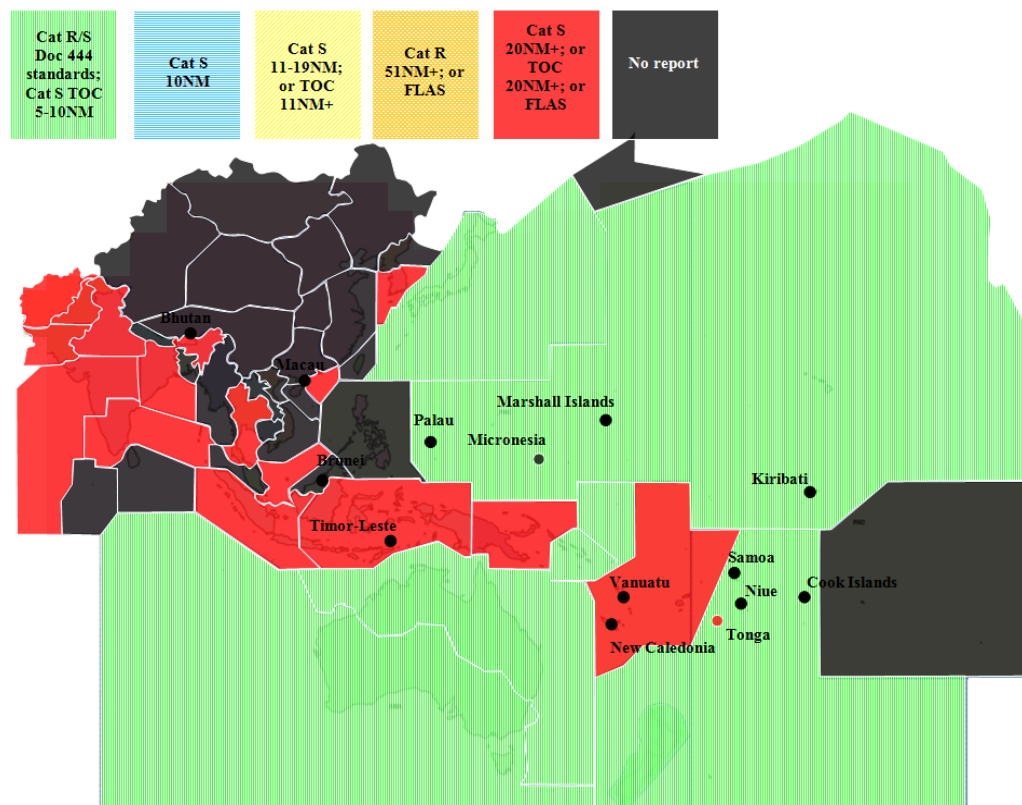 Cat R/S
Doc 444
standards;
Cat S TOC
5-10NM
Cat S
10NM
Cat S
11-19NM;
or TOC
11NM+
Cat R
51NM+; or
FLAS
Cat S
20NM+; or
TOC
20NM+; or
FLAS
No report
Bhutan
Macau
Marshall Islands
Palau
Micronesia
Brunei
Kiribati
Timor-Leste
Samoa
Vanuatu
Niue
Cook Islands
Tonga
New Caledonia